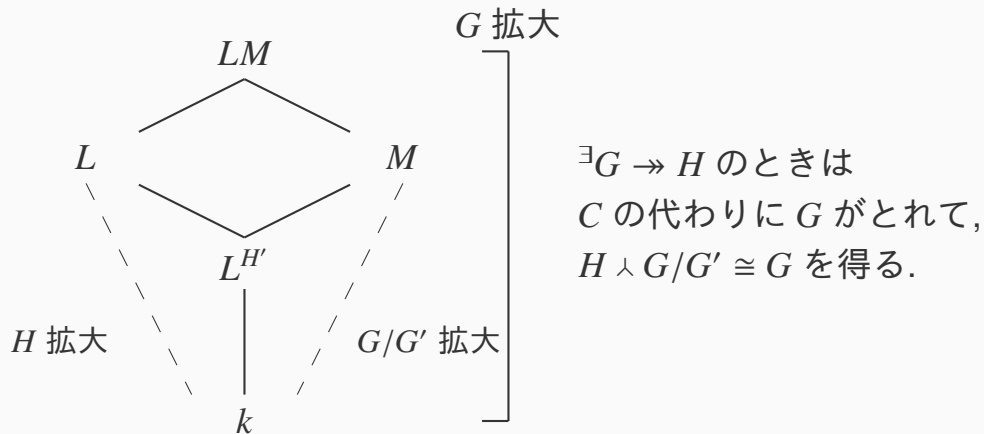 G 拡大
LM
L
M
∃G ↠ H のときは
C の代わりに G がとれて,
H ⅄ G/G′ ≅ G を得る.
L^{H′}
H 拡大
G/G′ 拡大
k